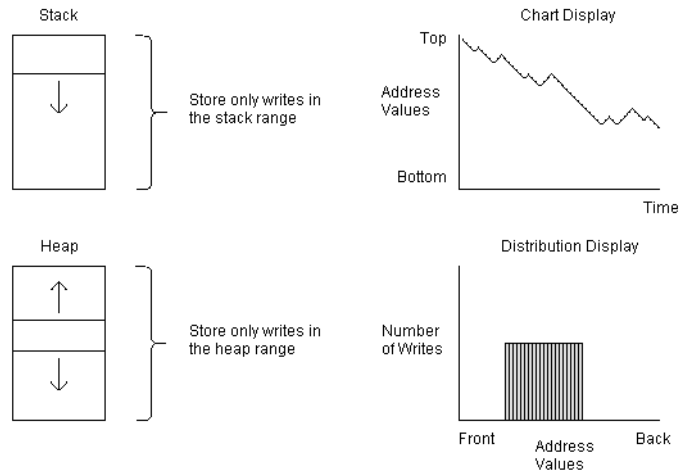 Stack
Store only writes in
the stack range
Chart Display
Top
Address
Values
Bottom
Time
Heap
Store only writes in
the heap range
Distribution Display
Number
of Writes
Front
Address
Values
Back